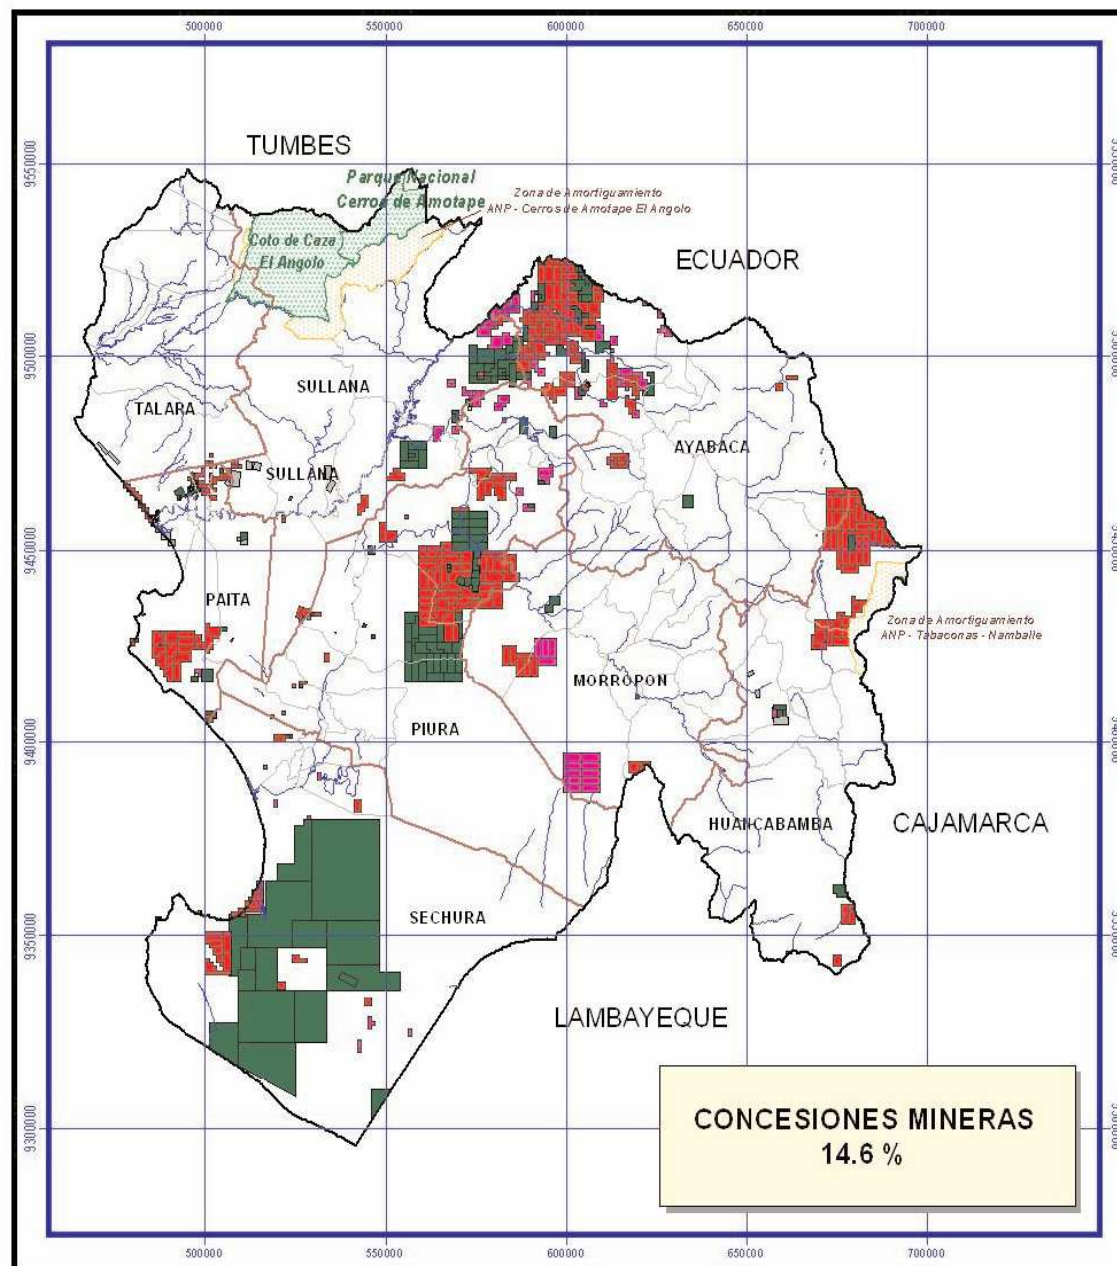 500000 550000 600000 650000 700000
9550000
TUMBES
Parque Nacional
Cerros de Amotape
Zona de Amortiguamiento
ANP - Cerros de Amotape El Angolo
Coto de Caza
El Angolo
ECUADOR
9500000
SULLANA
TALARA
AYABACA
SULLANA
9450000
PAITA
Zona de Amortiguamiento
ANP - Tabaconas - Namballe
MORROPON
PIURA
9400000
HUANCABAMBA
CAJAMARCA
SECHURA
9350000
LAMBAYEQUE
CONCESIONES MINERAS
14.6 %
9300000
500000 550000 600000 650000 700000